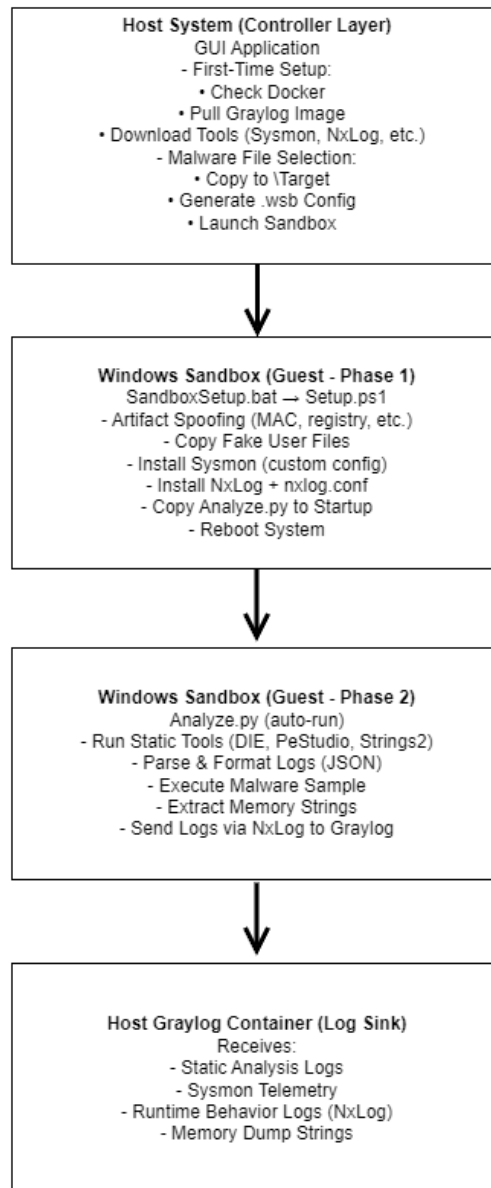 Host System (Controller Layer)
GUI Application
- First-Time Setup:
• Check Docker
• Pull Graylog Image
• Download Tools (Sysmon, NxLog, etc.)
- Malware File Selection:
• Copy to \Target
• Generate .wsb Config
• Launch Sandbox
Windows Sandbox (Guest - Phase 1)
SandboxSetup.bat → Setup.ps1
- Artifact Spoofing (MAC, registry, etc.)
- Copy Fake User Files
- Install Sysmon (custom config)
- Install NxLog + nxlog.conf
- Copy Analyze.py to Startup
- Reboot System
Windows Sandbox (Guest - Phase 2)
Analyze.py (auto-run)
- Run Static Tools (DIE, PeStudio, Strings2)
- Parse & Format Logs (JSON)
- Execute Malware Sample
- Extract Memory Strings
- Send Logs via NxLog to Graylog
Host Graylog Container (Log Sink)
Receives:
- Static Analysis Logs
- Sysmon Telemetry
- Runtime Behavior Logs (NxLog)
- Memory Dump Strings